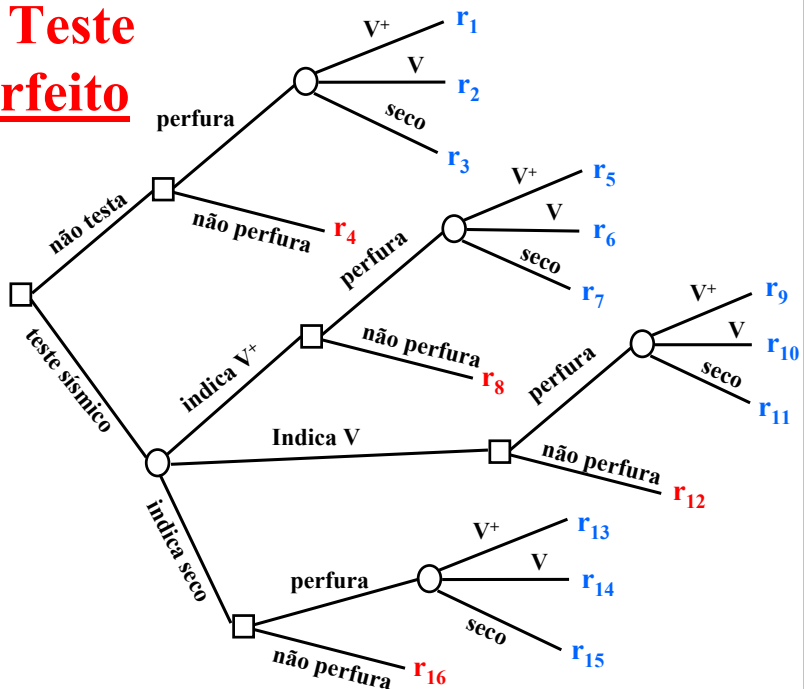 Teste
rfeito
V+
r1
V
r2
seco
r3
perfura
não testa
não perfura
r4
V+
r5
V
r6
seco
r7
perfura
não perfura
r8
teste sísmico
indica V+
Indica V
V+
r9
V
r10
seco
r11
perfura
não perfura
r12
indica seco
V+
r13
V
r14
seco
r15
perfura
não perfura
r16